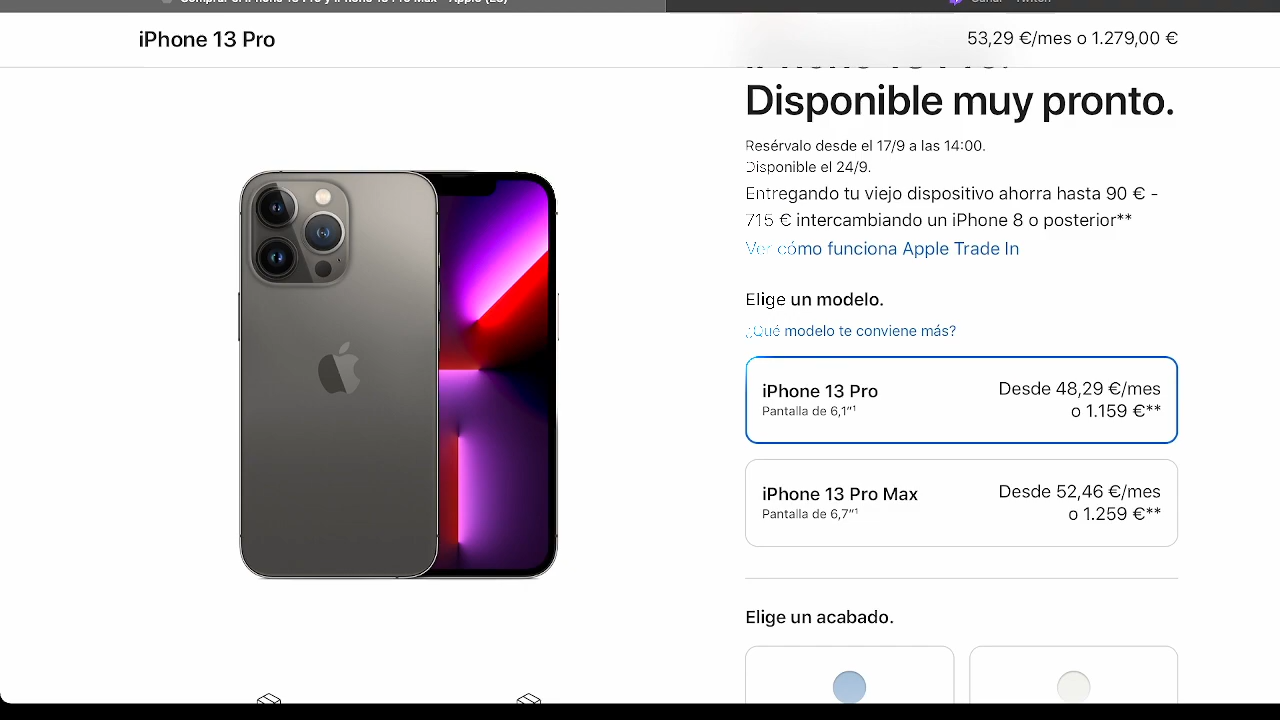 iPhone 13 Pro
53,29 €/mes o 1.279,00 €
Disponible muy pronto.
Resérvalo desde el 17/9 a las 14:00.
Disponible el 24/9.
Entregando tu viejo dispositivo ahorra hasta 90 € -
715 € intercambiando un iPhone 8 o posterior**
Ver cómo funciona Apple Trade In
Elige un modelo.
¿Qué modelo te conviene más?
iPhone 13 Pro
Pantalla de 6,1″¹
Desde 48,29 €/mes
o 1.159 €**
iPhone 13 Pro Max
Pantalla de 6,7″¹
Desde 52,46 €/mes
o 1.259 €**
Elige un acabado.